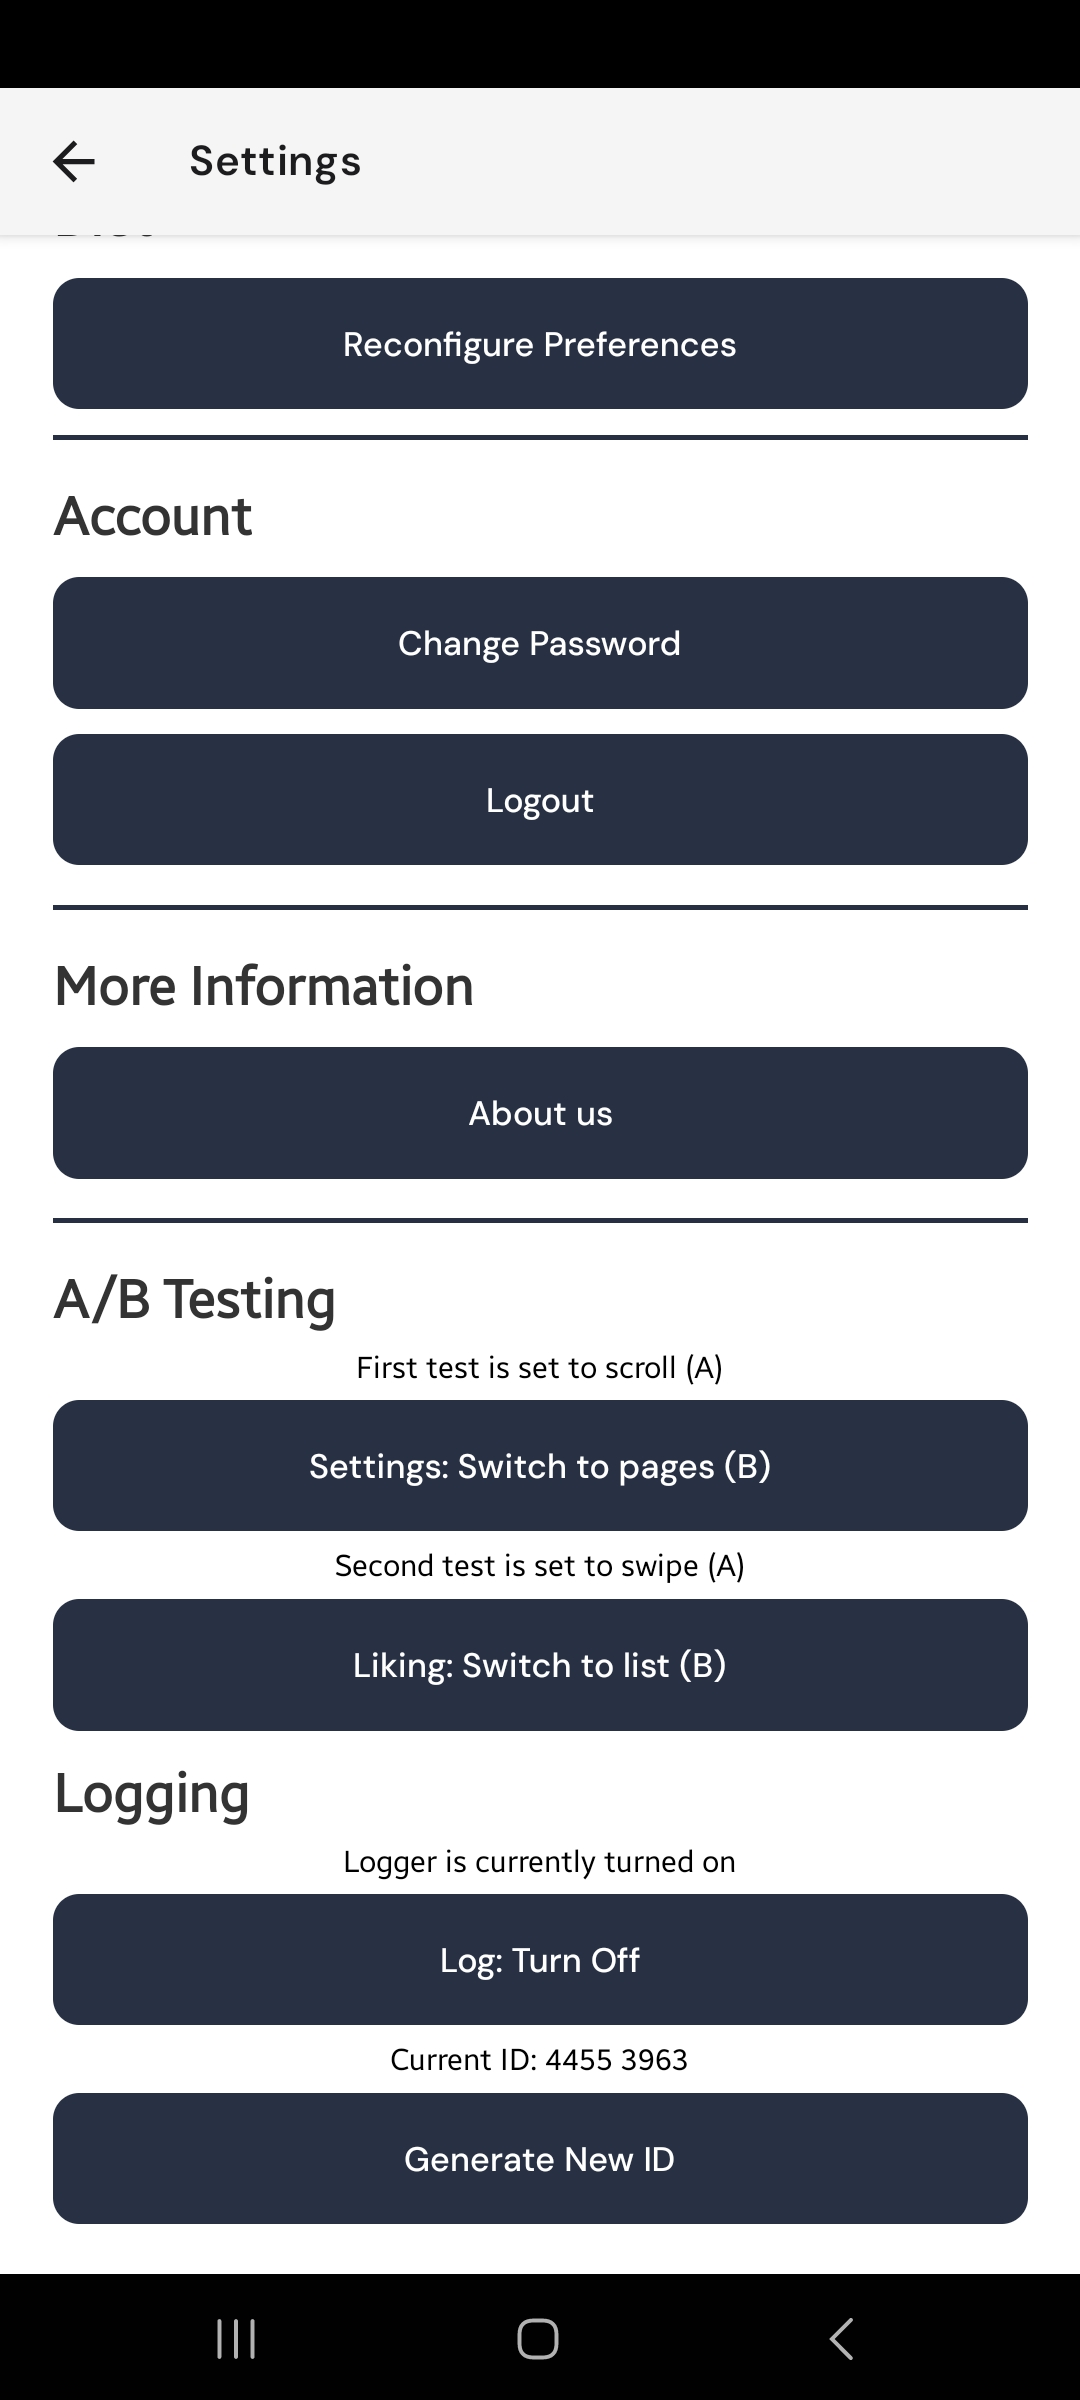 Settings
Reconfigure Preferences
Account
Change Password
Logout
More Information
About us
A/B Testing
First test is set to scroll (A)
Settings: Switch to pages (B)
Second test is set to swipe (A)
Liking: Switch to list (B)
Logging
Logger is currently turned on
Log: Turn Off
Current ID: 4455 3963
Generate New ID